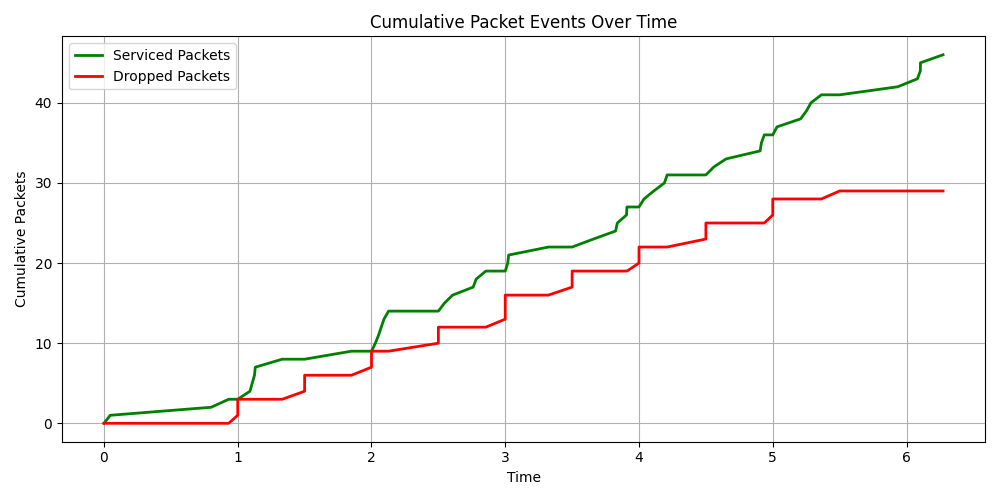 Cumulative Packet Events Over Time
Serviced Packets
Dropped Packets
Cumulative Packets
40
30
20
10
0
0 1 2 3 4 5 6
Time